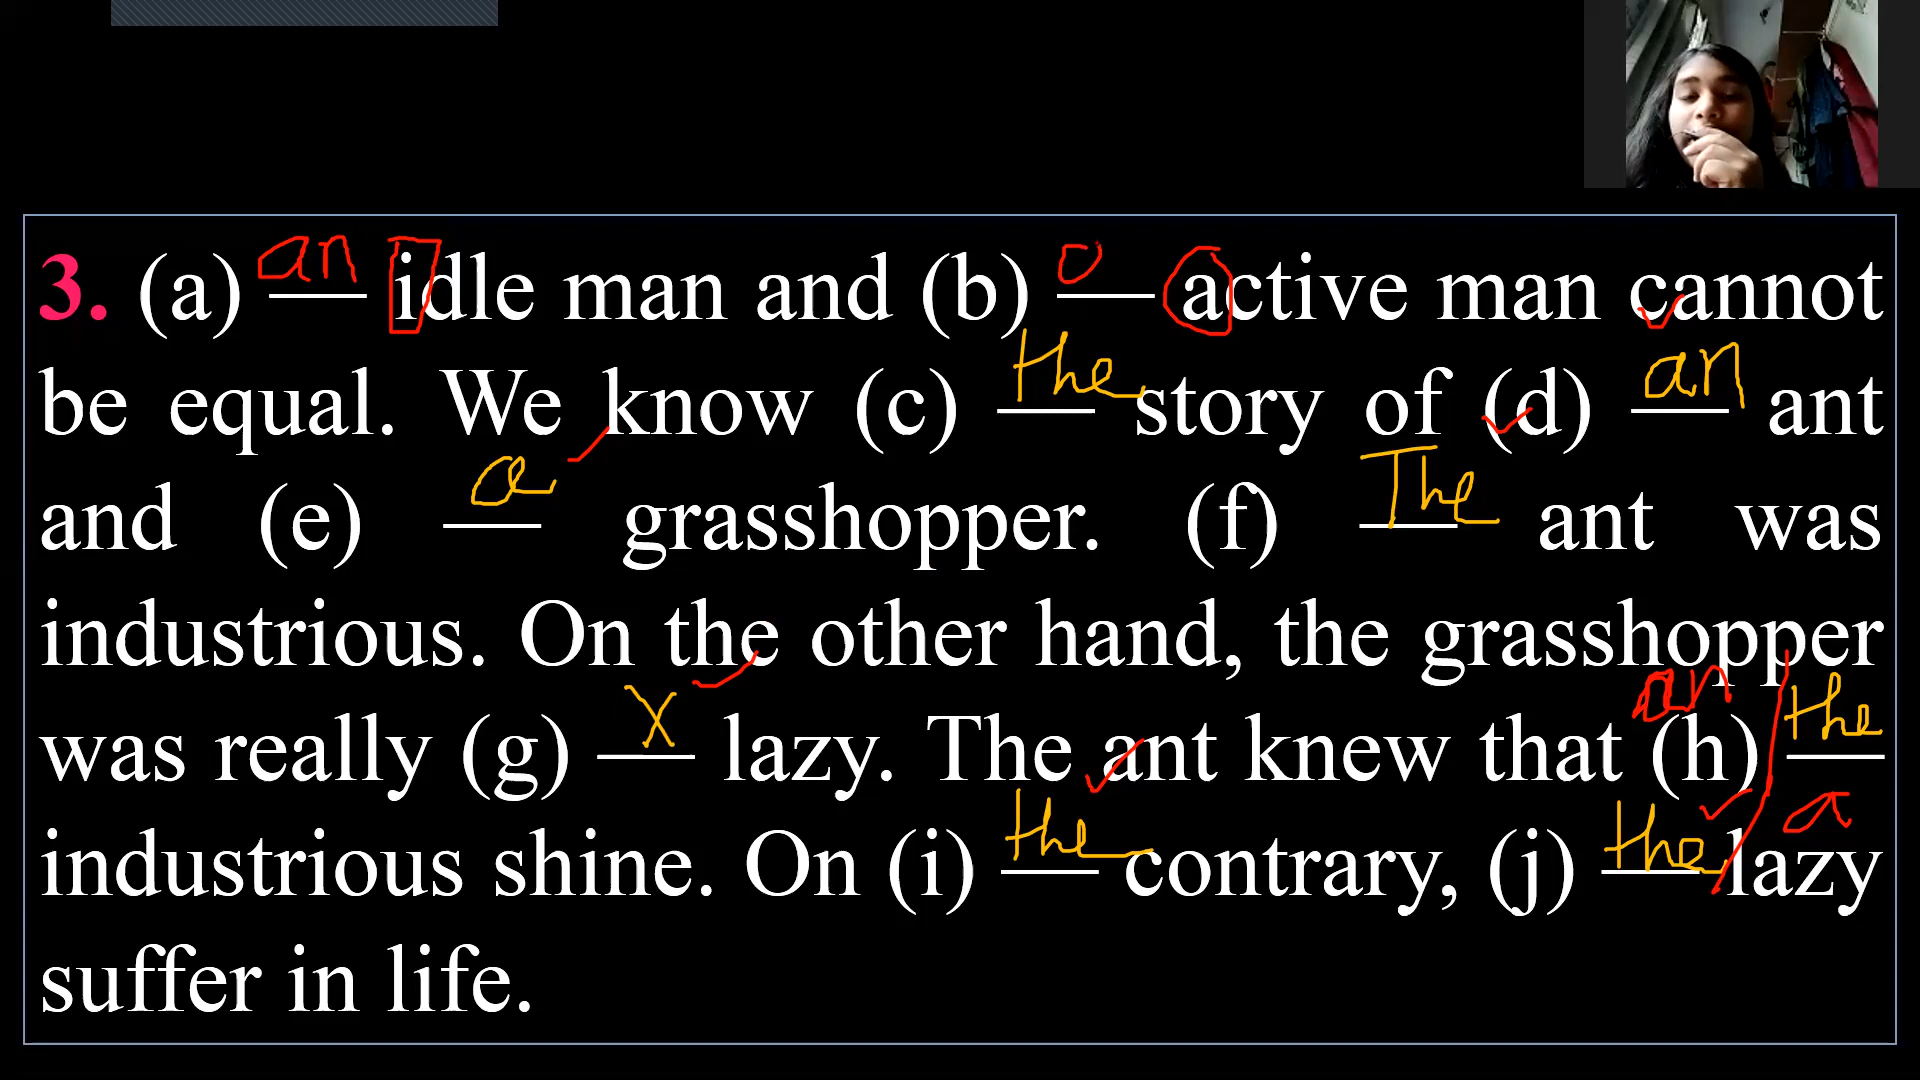 3. (a) an idle man and (b) __ active man cannot
be equal. We know (c) the story of (d) an ant
and (e) a grasshopper. (f) The ant was
industrious. On the other hand, the grasshopper
was really (g) x lazy. The ant knew that an (h) the
industrious shine. On (i) the contrary, (j) the lazy
suffer in life.